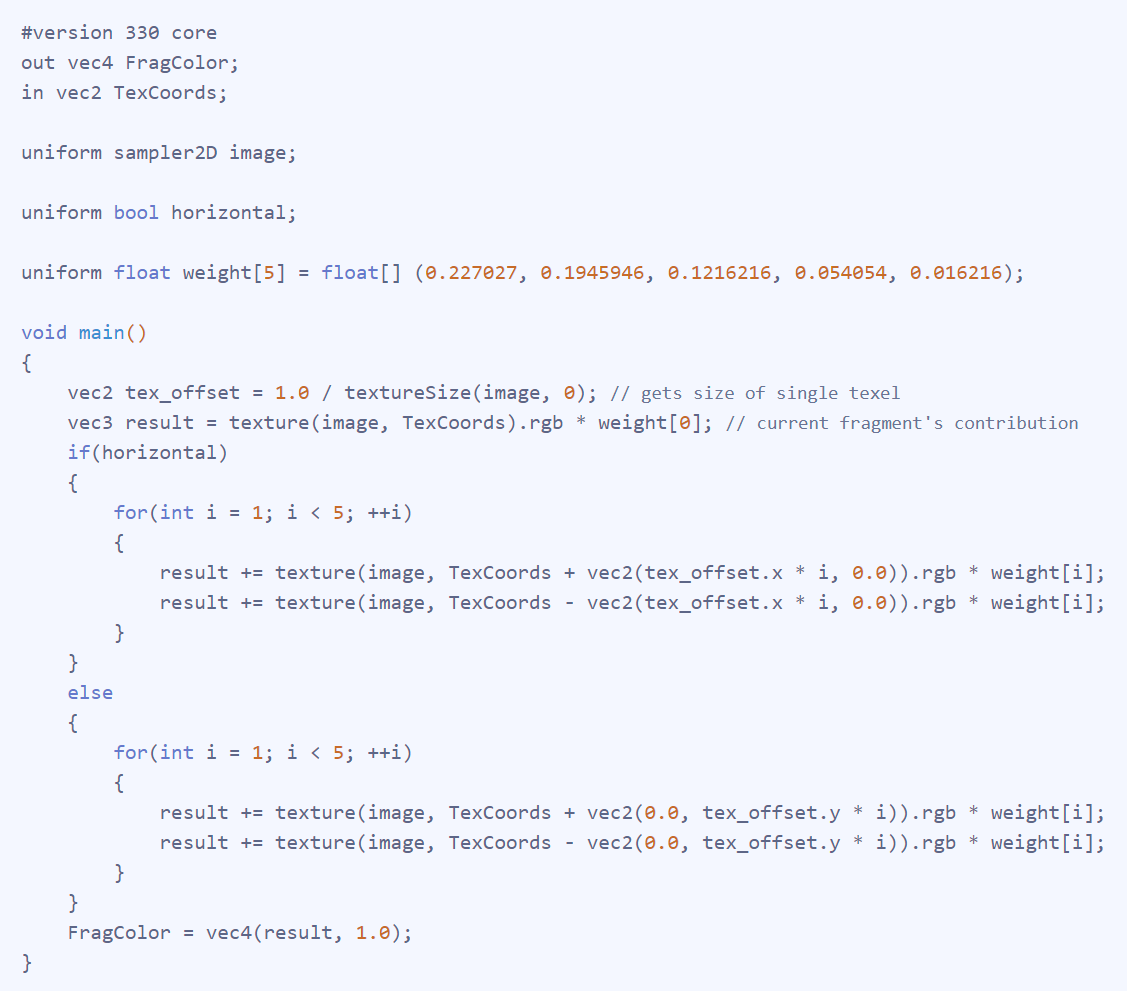 #version 330 core
out vec4 FragColor;
in vec2 TexCoords;

uniform sampler2D image;

uniform bool horizontal;

uniform float weight[5] = float[] (0.227027, 0.1945946, 0.1216216, 0.054054, 0.016216);

void main()
{
    vec2 tex_offset = 1.0 / textureSize(image, 0); // gets size of single texel
    vec3 result = texture(image, TexCoords).rgb * weight[0]; // current fragment's contribution
    if(horizontal)
    {
        for(int i = 1; i < 5; ++i)
        {
            result += texture(image, TexCoords + vec2(tex_offset.x * i, 0.0)).rgb * weight[i];
            result += texture(image, TexCoords - vec2(tex_offset.x * i, 0.0)).rgb * weight[i];
        }
    }
    else
    {
        for(int i = 1; i < 5; ++i)
        {
            result += texture(image, TexCoords + vec2(0.0, tex_offset.y * i)).rgb * weight[i];
            result += texture(image, TexCoords - vec2(0.0, tex_offset.y * i)).rgb * weight[i];
        }
    }
    FragColor = vec4(result, 1.0);
}